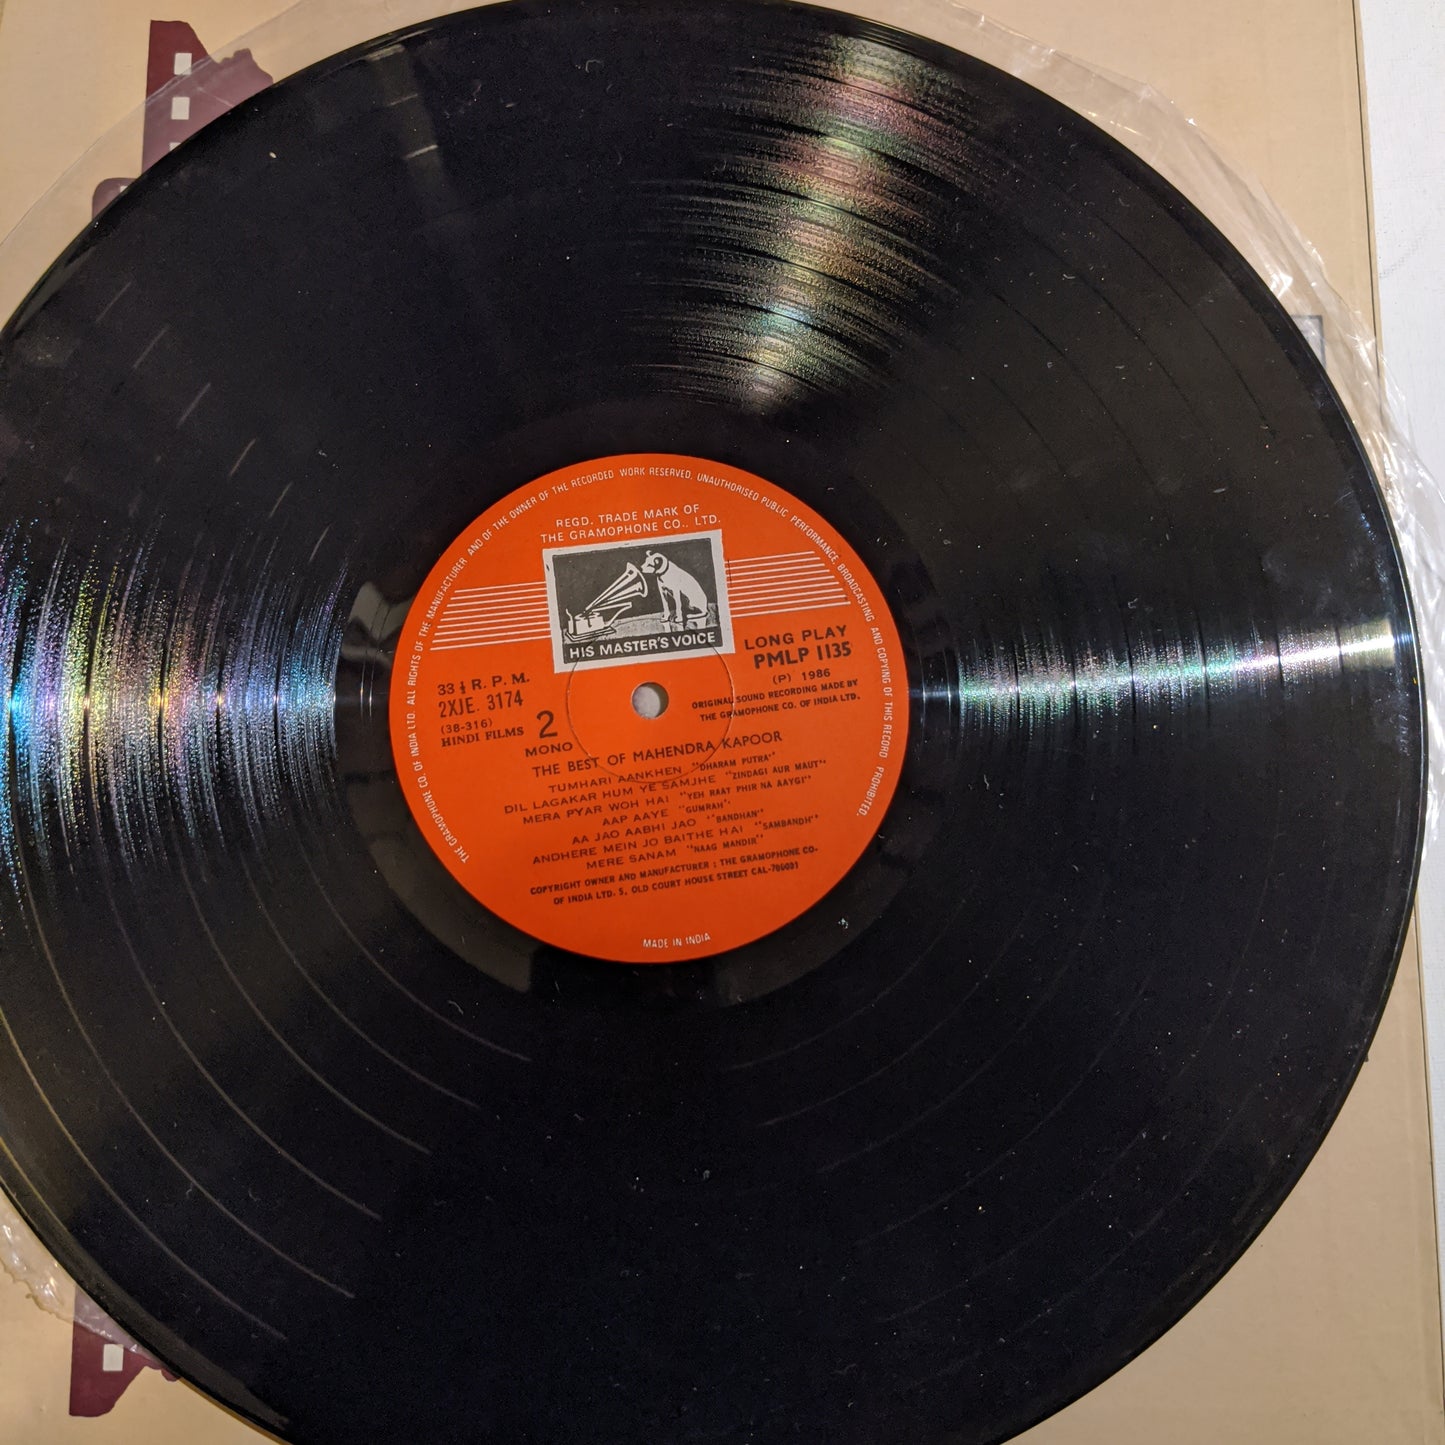 THE GRAMOPHONE CO. OF INDIA LTD. ALL RIGHTS OF THE MANUFACTURER AND OF THE OWNER OF THE RECORDED WORK RESERVED. UNAUTHORISED PUBLIC PERFORMANCE, BROADCASTING AND COPYING OF THIS RECORD PROHIBITED.
REGD. TRADE MARK OF
THE GRAMOPHONE CO., LTD.
HIS MASTER'S VOICE
LONG PLAY
PMLP 1135
(P) 1986
ORIGINAL SOUND RECORDING MADE BY
THE GRAMOPHONE CO. OF INDIA LTD.
33 ⅓ R. P. M.
2XJE. 3174
(38-316)
HINDI FILMS
2
MONO
THE BEST OF MAHENDRA KAPOOR
TUMHARI AANKHEN "DHARAM PUTRA"
DIL LAGAKAR HUM YE SAMJHE "ZINDAGI AUR MAUT"
MERA PYAR WOH HAI "YEH RAAT PHIR NA AAYGI"
AAP AAYE "GUMRAH"
AA JAO AABHI JAO "BANDHAN"
ANDHERE MEIN JO BAITHE HAI "SAMBANDH"
MERE SANAM "NAAG MANDIR"
COPYRIGHT OWNER AND MANUFACTURER : THE GRAMOPHONE CO.
OF INDIA LTD. 5, OLD COURT HOUSE STREET CAL-700001
MADE IN INDIA